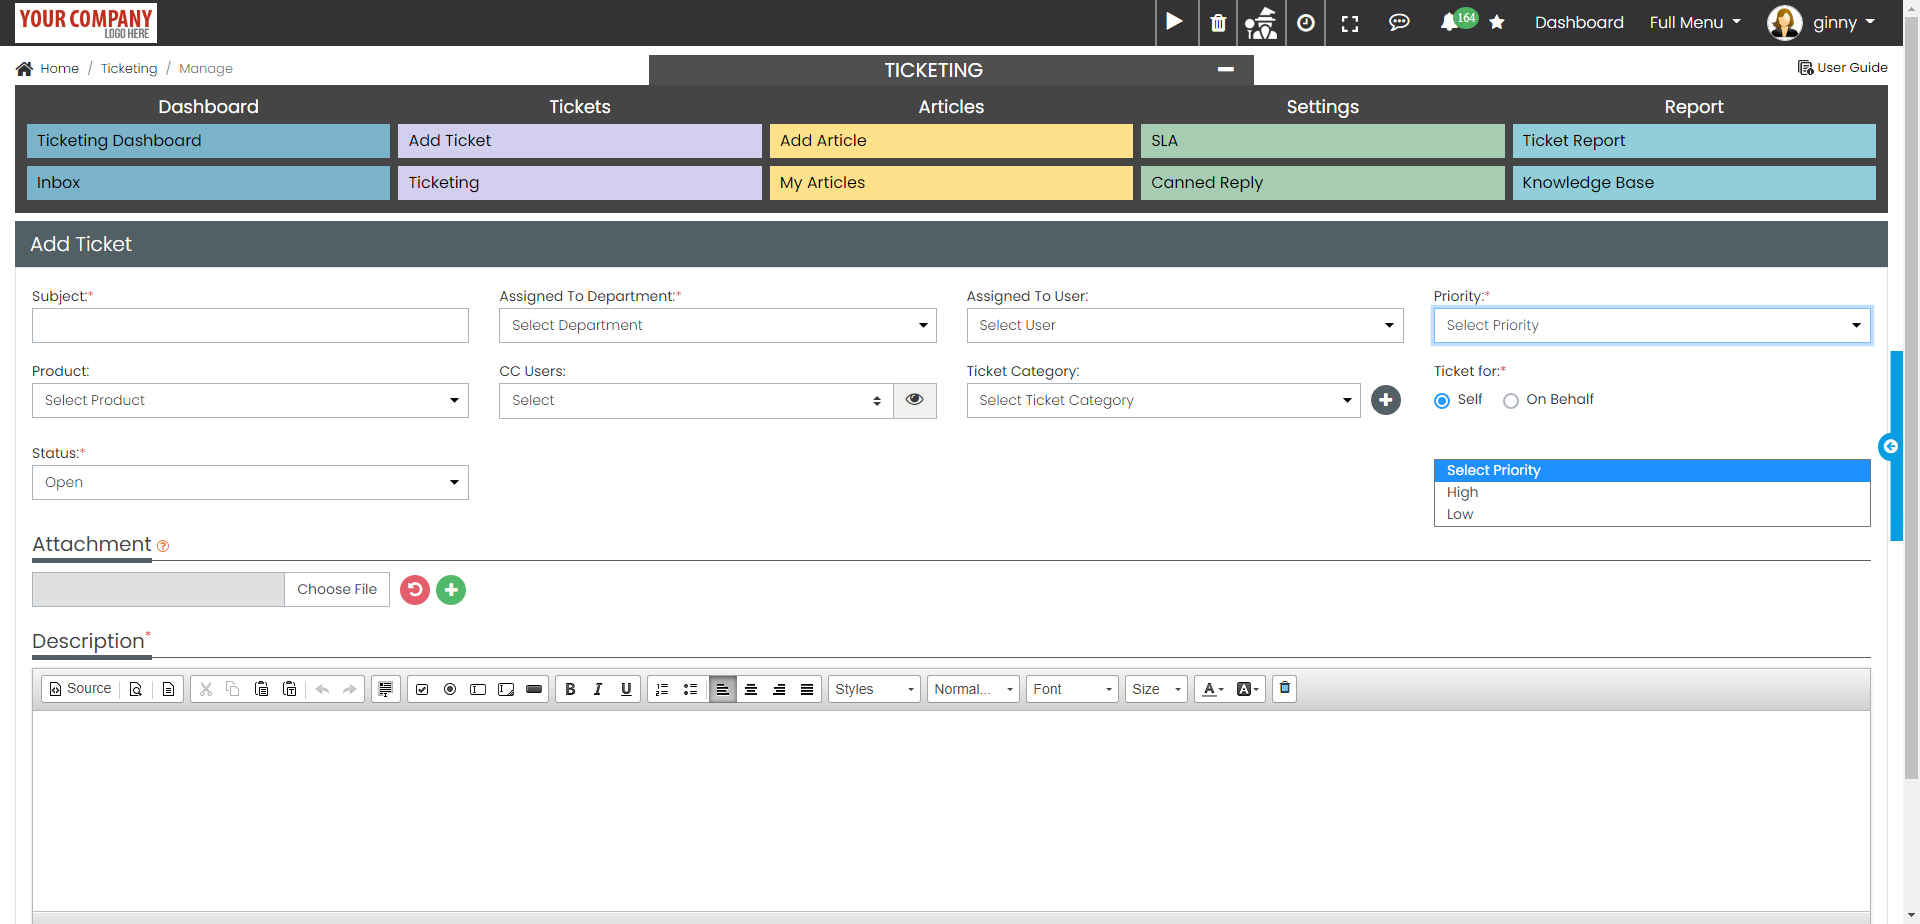 YOUR COMPANY
LOGO HERE
164
Dashboard
Full Menu
ginny
Home / Ticketing / Manage
TICKETING
User Guide
Dashboard
Tickets
Articles
Settings
Report
Ticketing Dashboard
Add Ticket
Add Article
SLA
Ticket Report
Inbox
Ticketing
My Articles
Canned Reply
Knowledge Base
Add Ticket
Subject:*
Assigned To Department:*
Assigned To User:
Priority:*
Select Department
Select User
Select Priority
Product:
CC Users:
Ticket Category:
Ticket for:*
Select Product
Select
Select Ticket Category
Self
On Behalf
Status:*
Open
Select Priority
High
Low
Attachment ?
Choose File
Description*
Source
B
I
U
Styles
Normal...
Font
Size
A
A